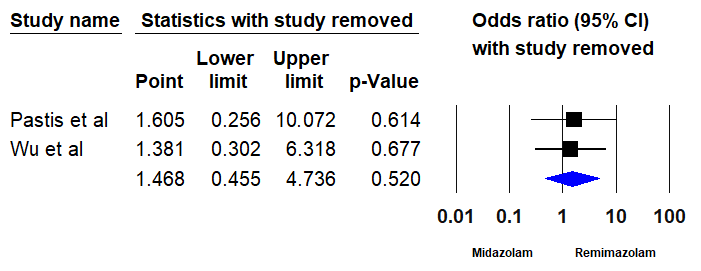 Study name Statistics with study removed Odds ratio (95% CI)
with study removed
Lower Upper
Point limit limit p-Value
Pastis et al 1.605 0.256 10.072 0.614
Wu et al 1.381 0.302 6.318 0.677
1.468 0.455 4.736 0.520
0.01 0.1 1 10 100
Midazolam Remimazolam